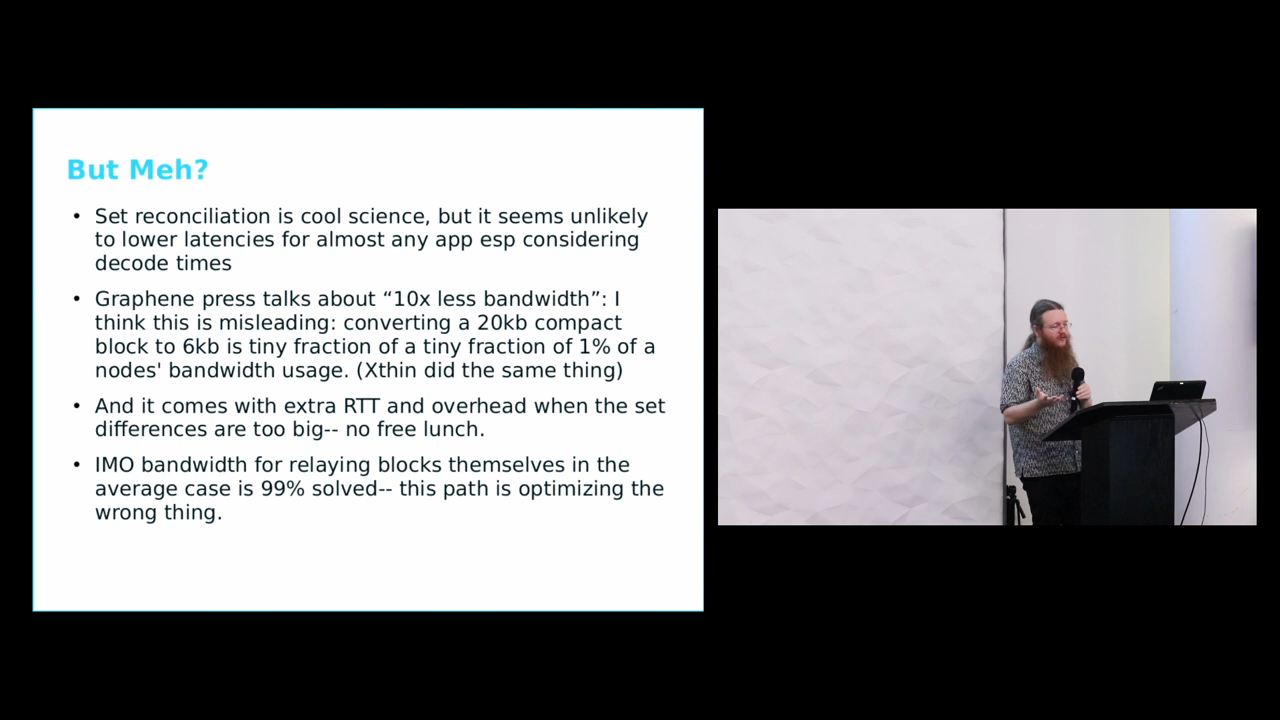 But Meh?
• Set reconciliation is cool science, but it seems unlikely
to lower latencies for almost any app esp considering
decode times
• Graphene press talks about “10x less bandwidth”: I
think this is misleading: converting a 20kb compact
block to 6kb is tiny fraction of a tiny fraction of 1% of a
nodes' bandwidth usage. (Xthin did the same thing)
• And it comes with extra RTT and overhead when the set
differences are too big-- no free lunch.
• IMO bandwidth for relaying blocks themselves in the
average case is 99% solved-- this path is optimizing the
wrong thing.